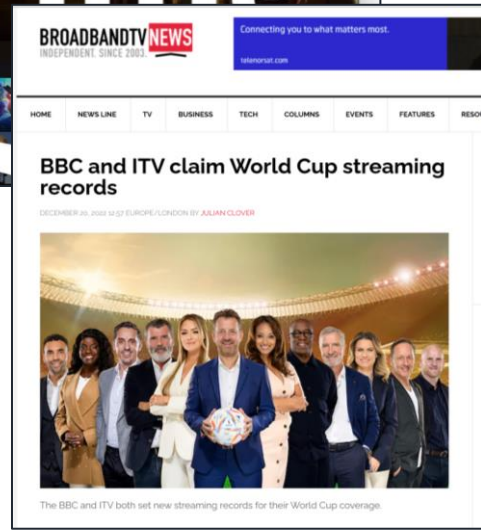 BROADBANDTV NEWS
INDEPENDENT. SINCE 2003.
Connecting you to what matters most.
telenorsat.com
HOME NEWS LINE TV BUSINESS TECH COLUMNS EVENTS FEATURES
BBC and ITV claim World Cup streaming
records
DECEMBER 20, 2022 12:57 EUROPE/LONDON BY JULIAN CLOVER
The BBC and ITV both set new streaming records for their World Cup coverage.